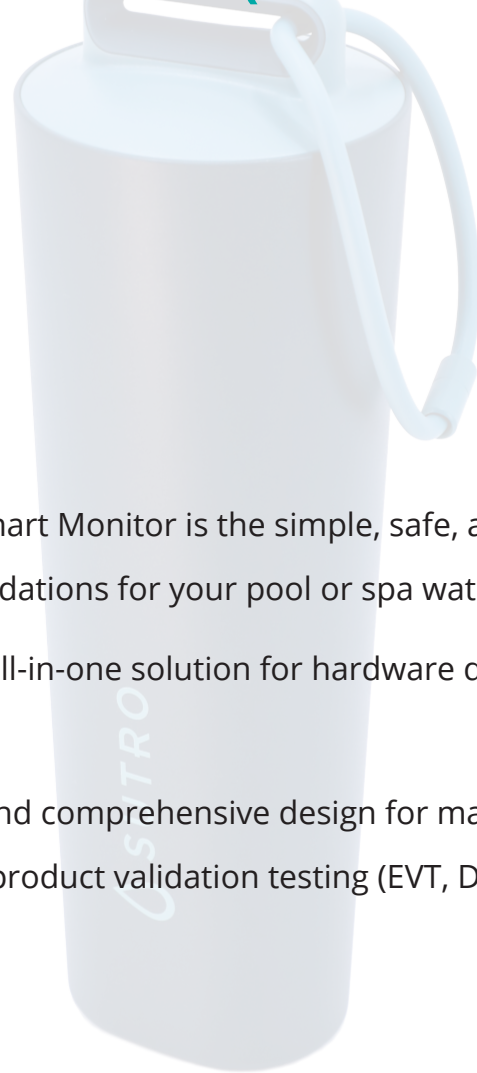 mart Monitor is the simple, safe, a
dations for your pool or spa wat
ll-in-one solution for hardware d
SUTRO
nd comprehensive design for ma
product validation testing (EVT, D